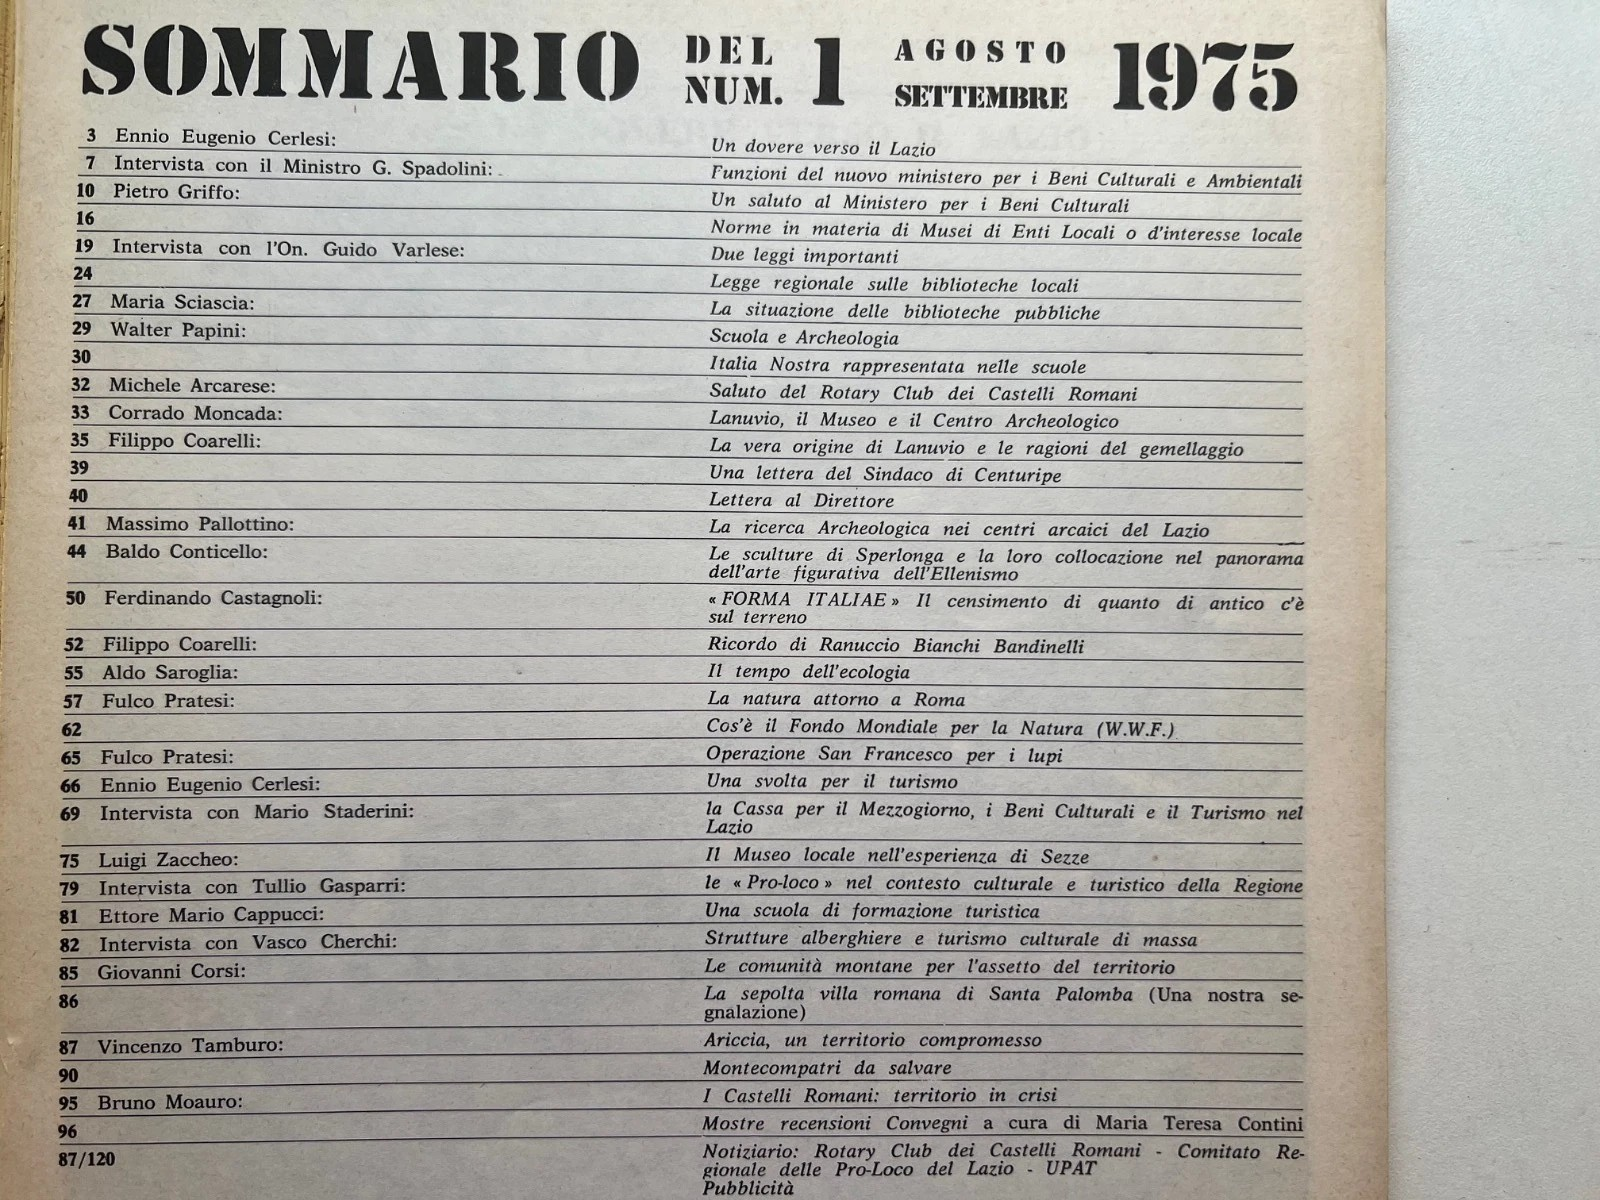 SOMMARIO DEL NUM. 1 AGOSTO SETTEMBRE 1975
3 Ennio Eugenio Cerlesi: Un dovere verso il Lazio
7 Intervista con il Ministro G. Spadolini: Funzioni del nuovo ministero per i Beni Culturali e Ambientali
10 Pietro Griffo: Un saluto al Ministero per i Beni Culturali
16 Norme in materia di Musei di Enti Locali o d'interesse locale
19 Intervista con l'On. Guido Varlese: Due leggi importanti
24 Legge regionale sulle biblioteche locali
27 Maria Sciascia: La situazione delle biblioteche pubbliche
29 Walter Papini: Scuola e Archeologia
30 Italia Nostra rappresentata nelle scuole
32 Michele Arcarese: Saluto del Rotary Club dei Castelli Romani
33 Corrado Moncada: Lanuvio, il Museo e il Centro Archeologico
35 Filippo Coarelli: La vera origine di Lanuvio e le ragioni del gemellaggio
39 Una lettera del Sindaco di Centuripe
40 Lettera al Direttore
41 Massimo Pallottino: La ricerca Archeologica nei centri arcaici del Lazio
44 Baldo Conticello: Le sculture di Sperlonga e la loro collocazione nel panorama
dell'arte figurativa dell'Ellenismo
50 Ferdinando Castagnoli: « FORMA ITALIAE » Il censimento di quanto di antico c'è
sul terreno
52 Filippo Coarelli: Ricordo di Ranuccio Bianchi Bandinelli
55 Aldo Saroglia: Il tempo dell'ecologia
57 Fulco Pratesi: La natura attorno a Roma
62 Cos'è il Fondo Mondiale per la Natura (W.W.F.)
65 Fulco Pratesi: Operazione San Francesco per i lupi
66 Ennio Eugenio Cerlesi: Una svolta per il turismo
69 Intervista con Mario Staderini: la Cassa per il Mezzogiorno, i Beni Culturali e il Turismo nel
Lazio
75 Luigi Zaccheo: Il Museo locale nell'esperienza di Sezze
79 Intervista con Tullio Gasparri: le « Pro-loco » nel contesto culturale e turistico della Regione
81 Ettore Mario Cappucci: Una scuola di formazione turistica
82 Intervista con Vasco Cherchi: Strutture alberghiere e turismo culturale di massa
85 Giovanni Corsi: Le comunità montane per l'assetto del territorio
86 La sepolta villa romana di Santa Palomba (Una nostra se-
gnalazione)
87 Vincenzo Tamburo: Ariccia, un territorio compromesso
90 Montecompatri da salvare
95 Bruno Moauro: I Castelli Romani: territorio in crisi
96 Mostre recensioni Convegni a cura di Maria Teresa Contini
87/120 Notiziario: Rotary Club dei Castelli Romani - Comitato Re-
gionale delle Pro-Loco del Lazio - UPAT
Pubblicità